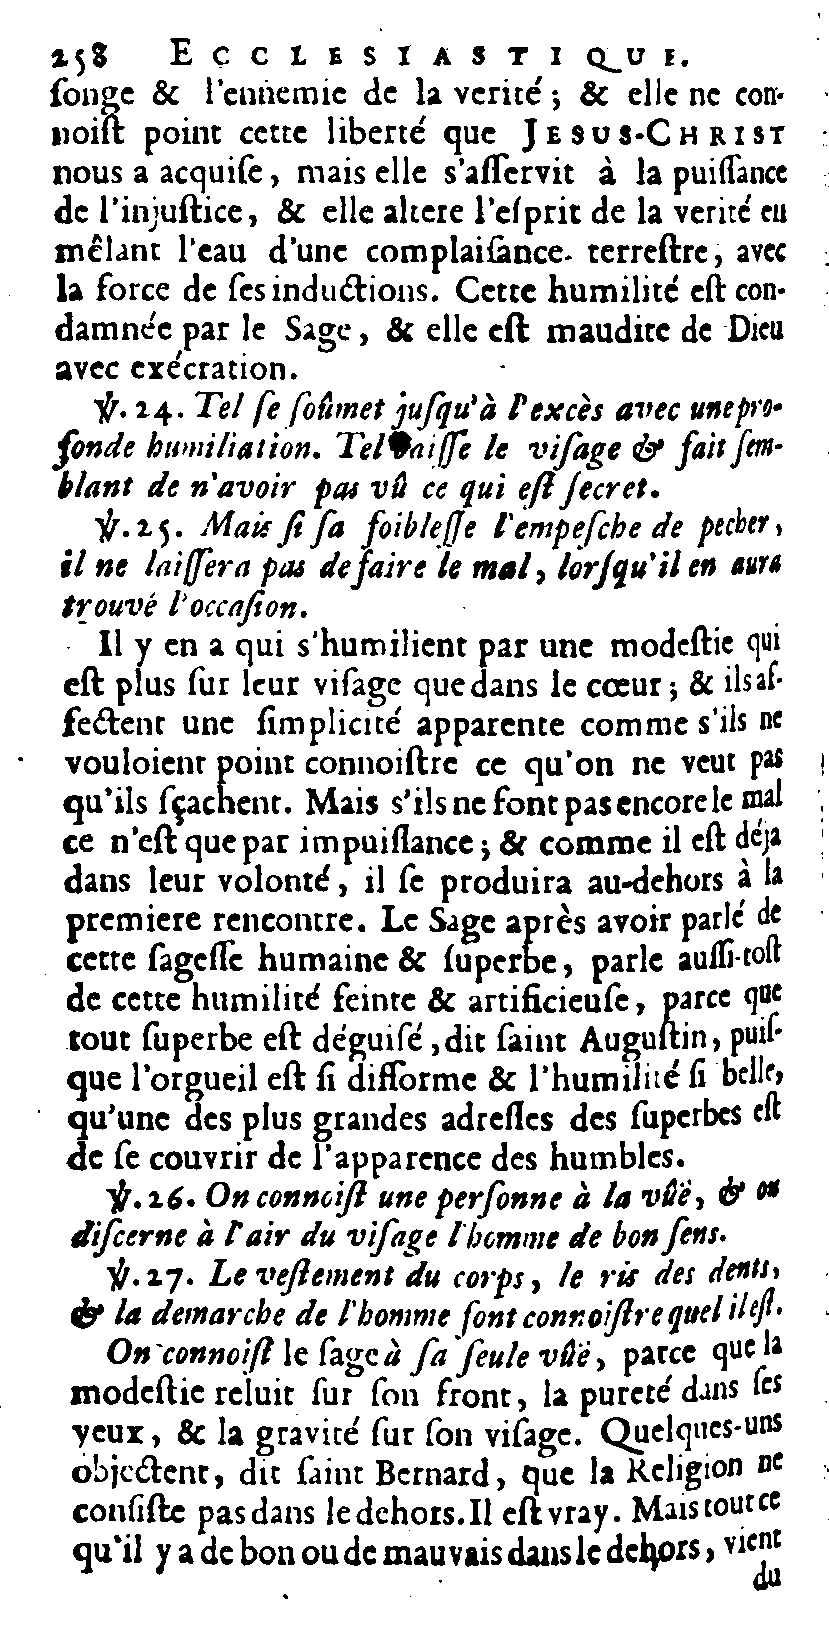 258 ECCLESIASTIQUE.
ſonge & l'ennemie de la verité ; & elle ne con-
noiſt point cette liberté que JESUS-CHRIST
nous a acquiſe, mais elle s'aſſervit à la puiſſance
de l'injuſtice, & elle altere l'eſprit de la verité en
mêlant l'eau d'une complaiſance terreſtre, avec
la force de ſes inductions. Cette humilité eſt con-
damnée par le Sage, & elle eſt maudite de Dieu
avec exécration.
℣. 24. Tel ſe ſoûmet juſqu'à l'excès avec une pro-
fonde humiliation. Tel baiſſe le viſage & fait ſem-
blant de n'avoir pas vû ce qui eſt ſecret.
℣. 25. Mais ſi ſa foibleſſe l'empeſche de pecher,
il ne laiſſera pas de faire le mal, lorſqu'il en aura
trouvé l'occaſion.
Il y en a qui s'humilient par une modeſtie qui
eſt plus ſur leur viſage que dans le cœur ; & ils af-
fectent une ſimplicité apparente comme s'ils ne
vouloient point connoiſtre ce qu'on ne veut pas
qu'ils ſçachent. Mais s'ils ne font pas encore le mal
ce n'eſt que par impuiſſance ; & comme il eſt déja
dans leur volonté, il ſe produira au-dehors à la
premiere rencontre. Le Sage après avoir parlé de
cette ſageſſe humaine & ſuperbe, parle auſſi-toſt
de cette humilité feinte & artificieuſe, parce que
tout ſuperbe eſt déguiſé, dit ſaint Auguſtin, puiſ-
que l'orgueil eſt ſi difforme & l'humilité ſi belle,
qu'une des plus grandes adreſſes des ſuperbes eſt
de ſe couvrir de l'apparence des humbles.
℣. 26. On connoiſt une perſonne à la vûë, & on
diſcerne à l'air du viſage l'homme de bon ſens.
℣. 27. Le veſtement du corps, le ris des dents,
& la demarche de l'homme font connoiſtre quel il eſt.
On connoiſt le ſage à ſa ſeule vûë, parce que la
modeſtie reluit ſur ſon front, la pureté dans ſes
yeux, & la gravité ſur ſon viſage. Quelques-uns
objectent, dit ſaint Bernard, que la Religion ne
conſiſte pas dans le dehors. Il eſt vray. Mais tout ce
qu'il y a de bon ou de mauvais dans le dehors, vient
du